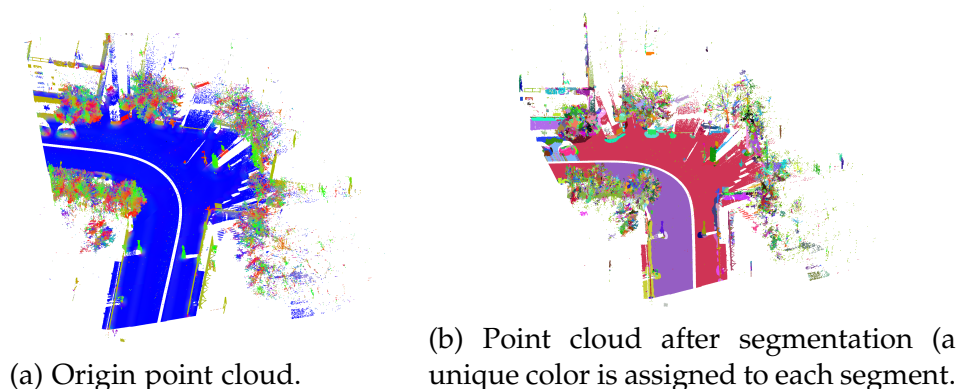 (a) Origin point cloud.
(b) Point cloud after segmentation (a
unique color is assigned to each segment.